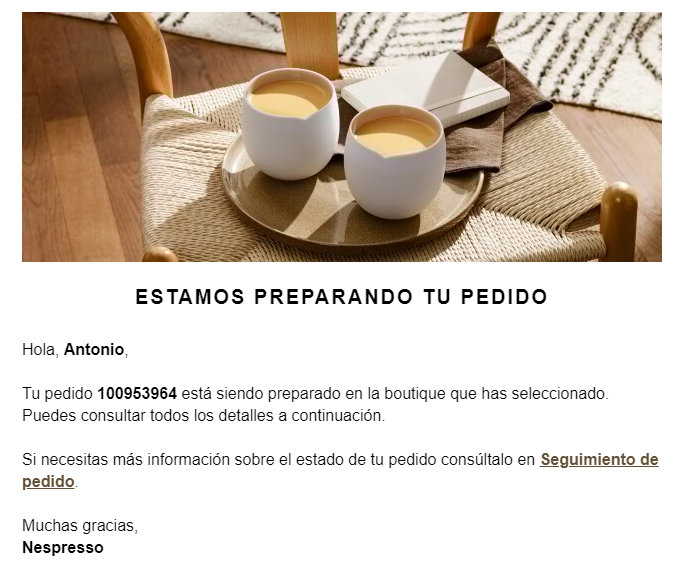 ESTAMOS PREPARANDO TU PEDIDO
Hola, Antonio,
Tu pedido 100953964 está siendo preparado en la boutique que has seleccionado.
Puedes consultar todos los detalles a continuación.
Si necesitas más información sobre el estado de tu pedido consúltalo en Seguimiento de
pedido.
Muchas gracias,
Nespresso